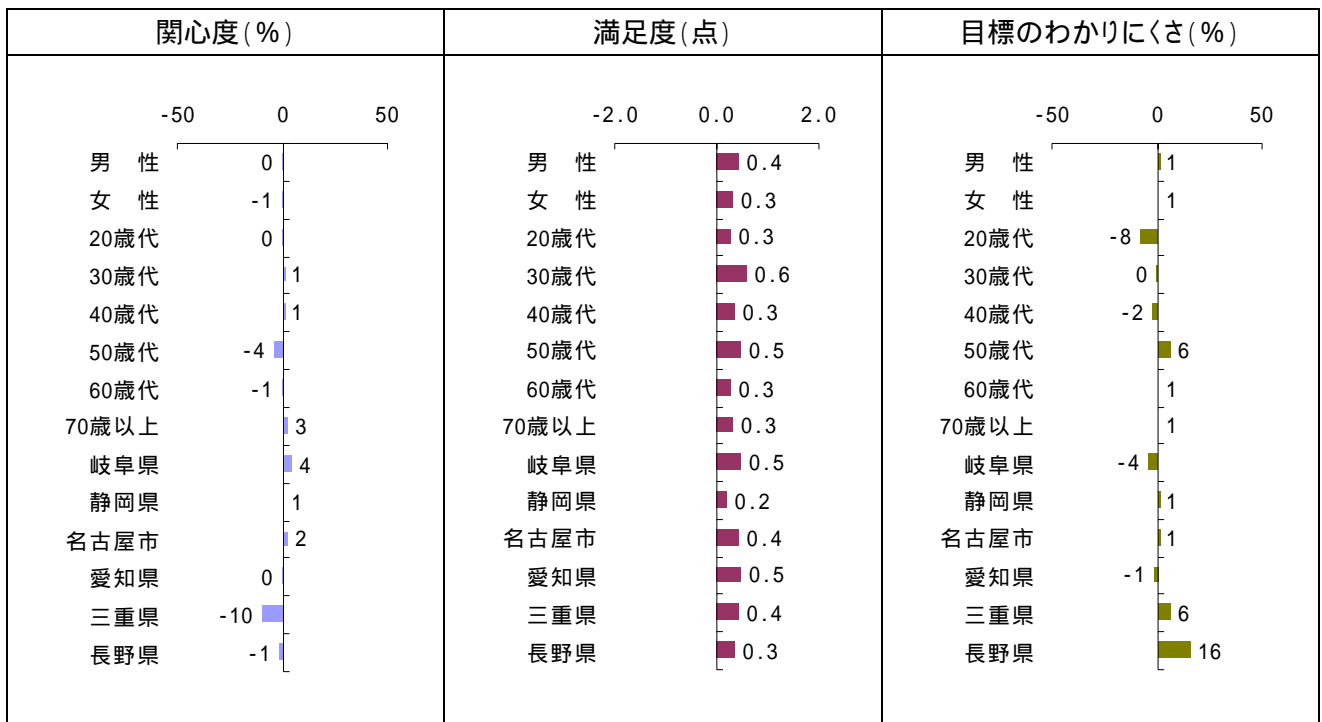 関心度(%) 満足度(点) 目標のわかりにくさ(%)
-50 0 50 -2.0 0.0 2.0 -50 0 50
男 性 0 男 性 0.4 男 性 1
女 性 -1 女 性 0.3 女 性 1
20歳代 0 20歳代 0.3 20歳代 -8
30歳代 1 30歳代 0.6 30歳代 0
40歳代 1 40歳代 0.3 40歳代 -2
50歳代 -4 50歳代 0.5 50歳代 6
60歳代 -1 60歳代 0.3 60歳代 1
70歳以上 3 70歳以上 0.3 70歳以上 1
岐阜県 4 岐阜県 0.5 岐阜県 -4
静岡県 1 静岡県 0.2 静岡県 1
名古屋市 2 名古屋市 0.4 名古屋市 1
愛知県 0 愛知県 0.5 愛知県 -1
三重県 -10 三重県 0.4 三重県 6
長野県 -1 長野県 0.3 長野県 16